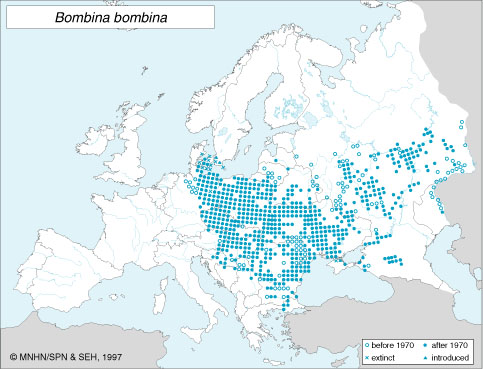 Bombina bombina
before 1970
after 1970
extinct
introduced
© MNHN/SPN & SEH, 1997